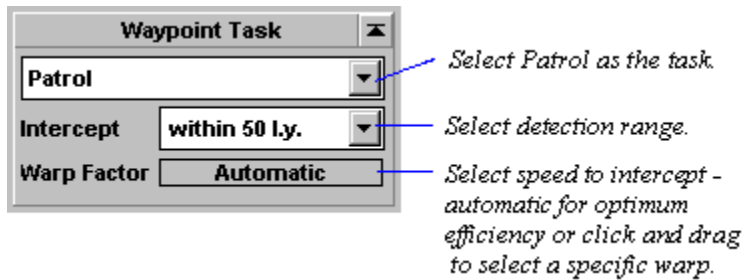 Waypoint Task
Patrol
Select Patrol as the task.
Intercept
within 50 l.y.
Select detection range.
Warp Factor
Automatic
Select speed to intercept -
automatic for optimum
efficiency or click and drag
to select a specific warp.